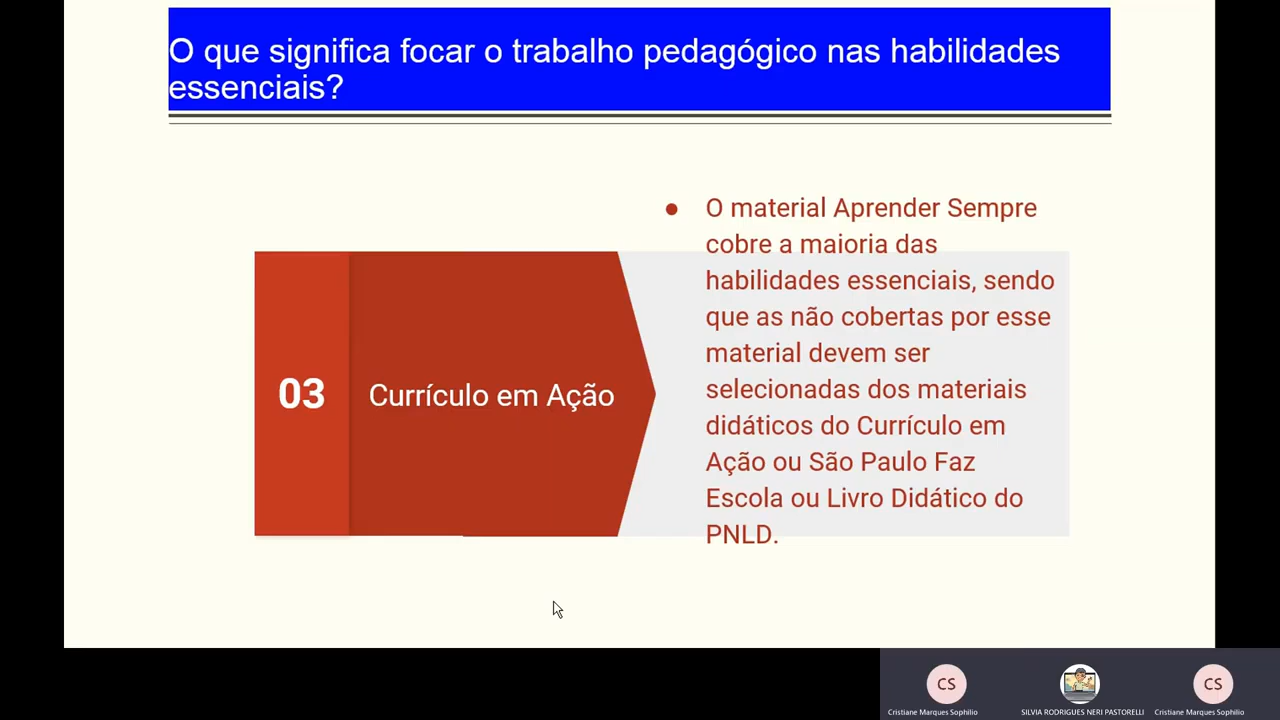 O que significa focar o trabalho pedagógico nas habilidades
essenciais?
03
Currículo em Ação
● O material Aprender Sempre
cobre a maioria das
habilidades essenciais, sendo
que as não cobertas por esse
material devem ser
selecionadas dos materiais
didáticos do Currículo em
Ação ou São Paulo Faz
Escola ou Livro Didático do
PNLD.
CS
CS
Cristiane Marques Sophilio
SILVIA RODRIGUES NERI PASTORELLI
Cristiane Marques Sophilio